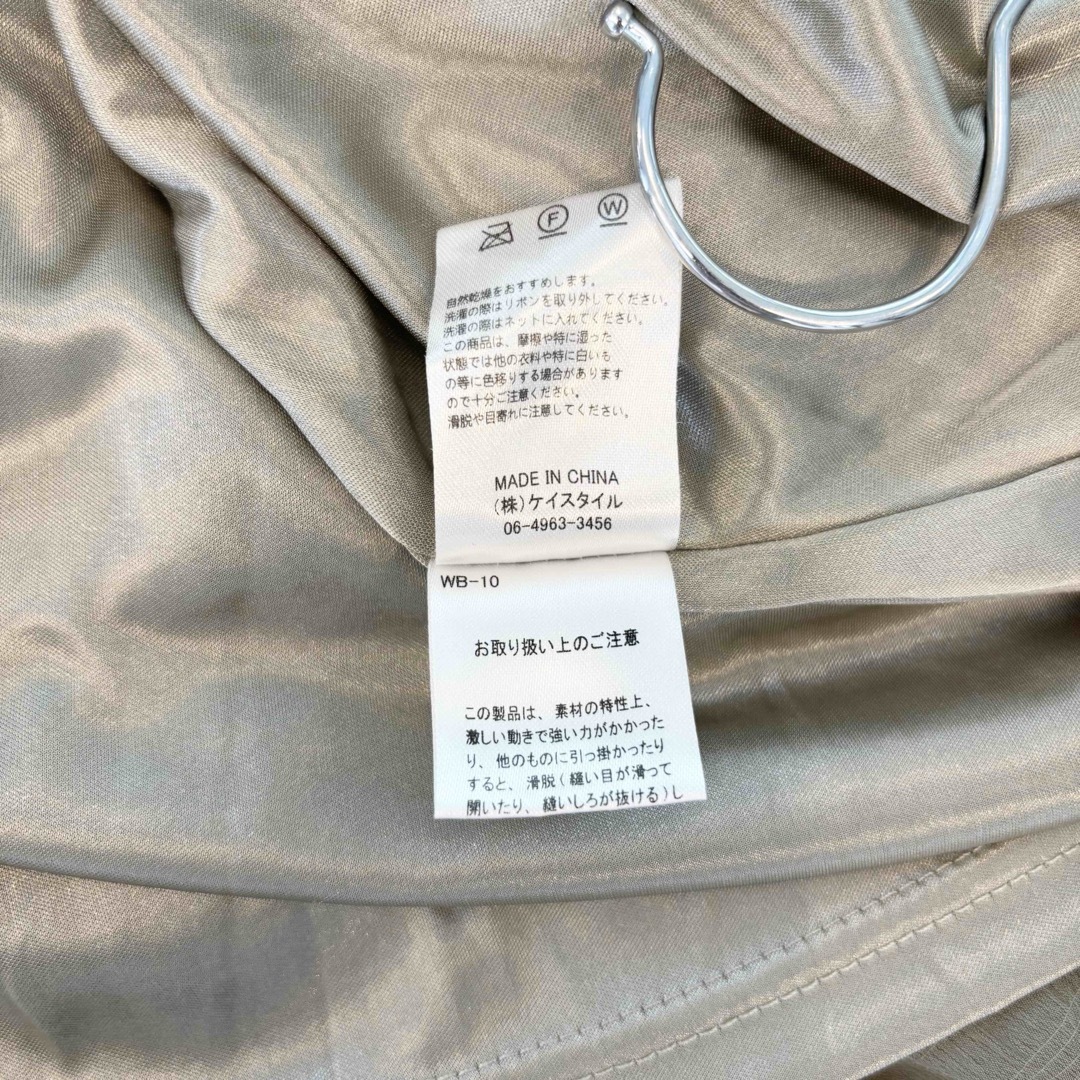 F W
自然乾燥をおすすめします。
洗濯の際はリボンを取り外してください。
洗濯の際はネットに入れてください。
この商品は、摩擦や特に湿った
状態では他の衣料や特に白いも
の等に色移りする場合があります
ので十分ご注意ください。
滑脱や目寄れに注意してください。
MADE IN CHINA
(株)ケイスタイル
06-4963-3456
WB-10
お取り扱い上のご注意
この製品は、素材の特性上、
激しい動きで強い力がかかった
り、他のものに引っ掛かったり
すると、滑脱(縫い目が滑って
開いたり、縫いしろが抜ける)し